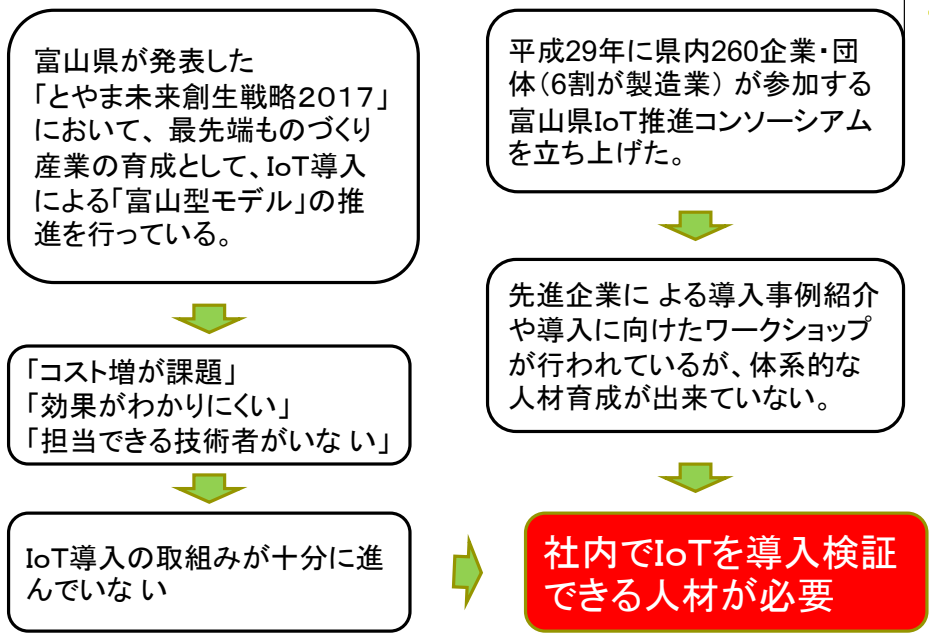 富山県が発表した
「とやま未来創生戦略2017」
において、最先端ものづくり
産業の育成として、IoT導入
による「富山型モデル」の推
進を行っている。
「コスト増が課題」
「効果がわかりにくい」
「担当できる技術者がいな い」
IoT導入の取組みが十分に進
んでいな い
平成29年に県内260企業・団
体(6割が製造業) が参加する
富山県IoT推進コンソーシアム
を立ち上げた。
先進企業に よる導入事例紹介
や導入に向けたワークショップ
が行われているが、体系的な
人材育成が出来ていない。
社内でIoTを導入検証
できる人材が必要